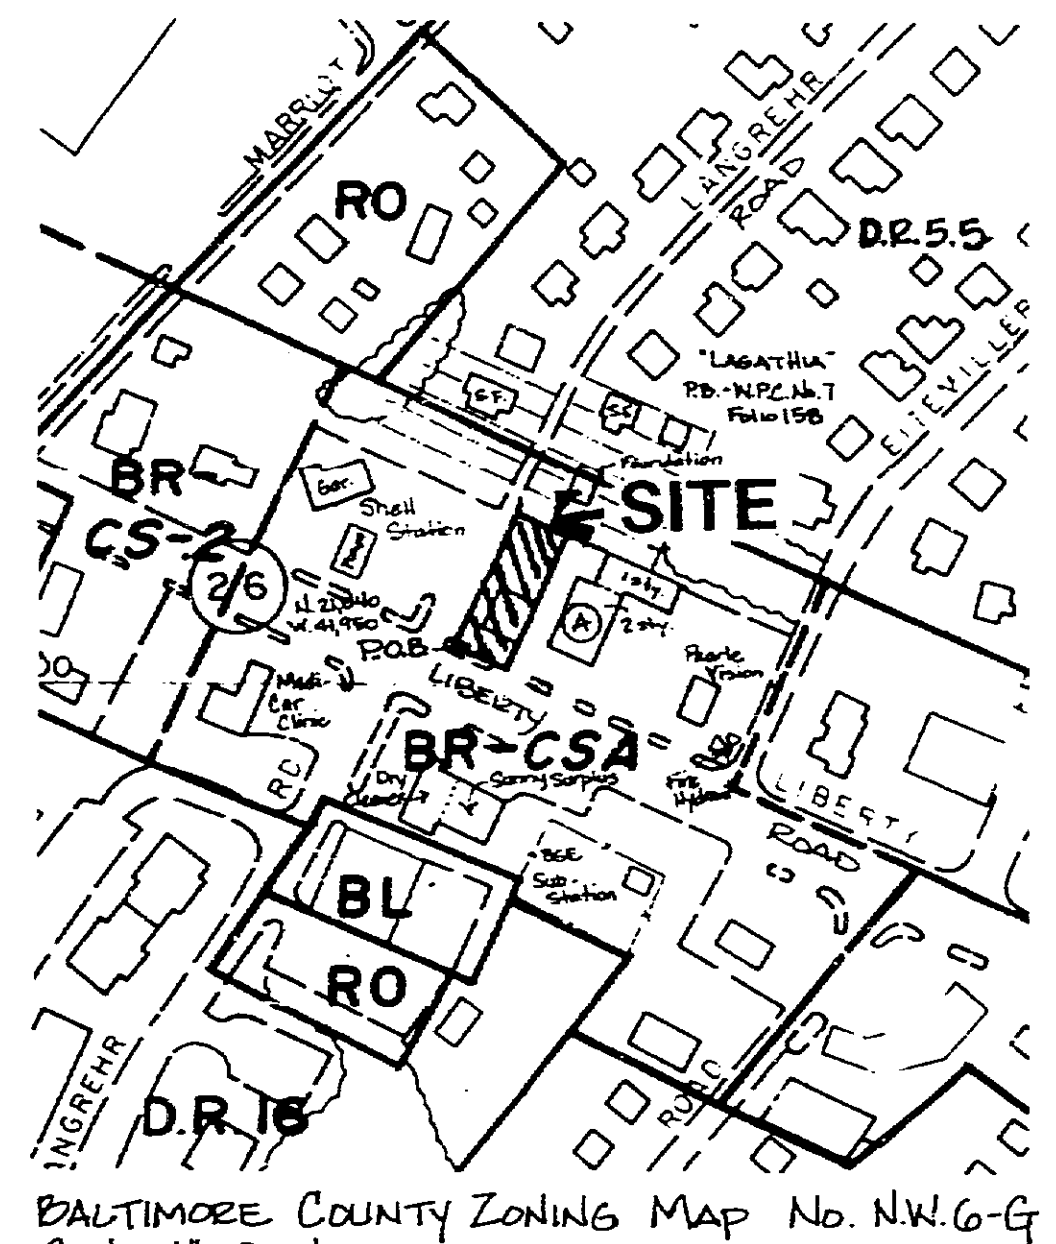 MARRIOT
LANGREHR
ROAD
RO
D.R.5.5
"LAGATHIA"
P.B.-W.P.C.No.7
Folio 158
S.F.
Foundation
SITE
BR
CS-2
Gar.
Shell
Station
2/6
N. 21,040
W. 41,950
P.O.B.
1 sty.
A
2 sty.
Pearle
Vision
LIBERTY
Medi-
Car
Clinic
BR-CSA
Dry
Cleaners
Sunny Surplus
Fire
Hydrant
LIBERTY
ROAD
RD
BGE
Sub-
Station
BL
RO
LANGREHR
D.R.16
ROAD
BALTIMORE COUNTY ZONING MAP No. N.W.6-G